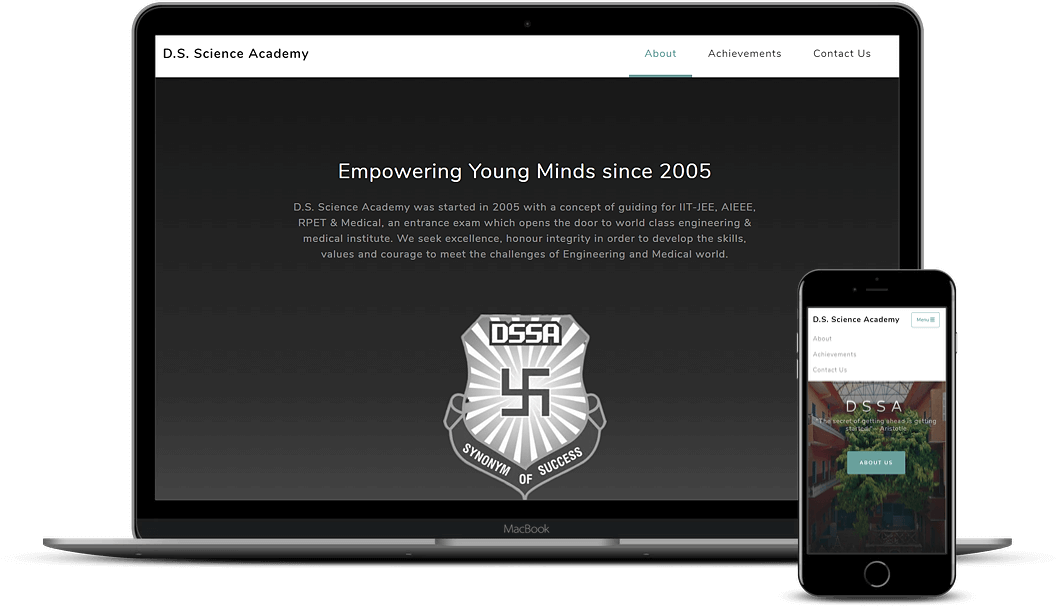 D.S. Science Academy
About
Achievements
Contact Us
Empowering Young Minds since 2005
D.S. Science Academy was started in 2005 with a concept of guiding for IIT-JEE, AIEEE,
RPET & Medical, an entrance exam which opens the door to world class engineering &
medical institute. We seek excellence, honour integrity in order to develop the skills,
values and courage to meet the challenges of Engineering and Medical world.
DSSA
SYNONYM OF SUCCESS
MacBook
D.S. Science Academy
Menu
About
Achievements
Contact Us
DSSA
"The secret of getting ahead is getting
started" – Aristotle
ABOUT US